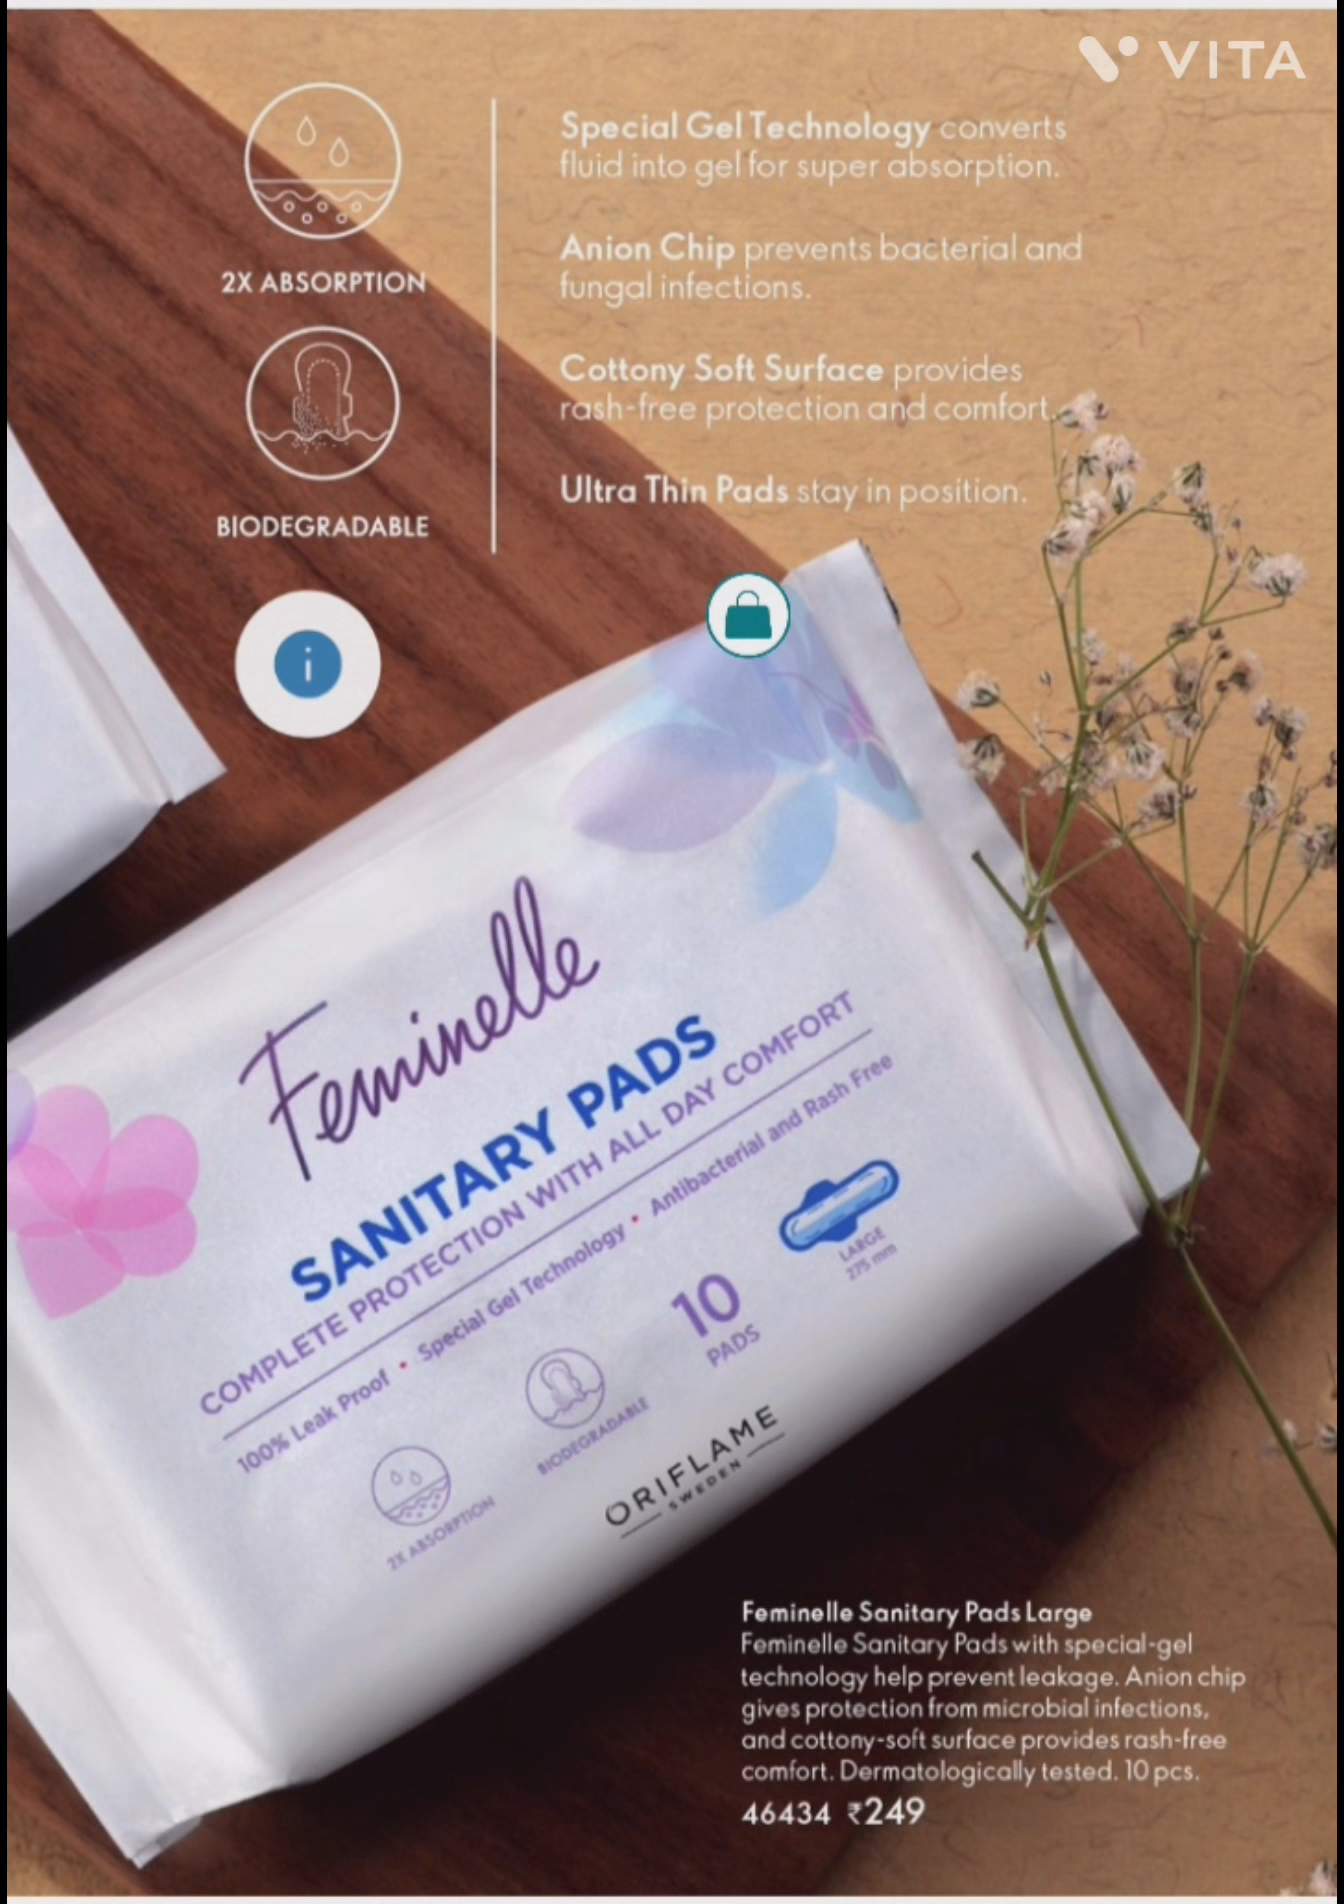 VITA
2X ABSORPTION
BIODEGRADABLE
Special Gel Technology converts
fluid into gel for super absorption.
Anion Chip prevents bacterial and
fungal infections.
Cottony Soft Surface provides
rash-free protection and comfort.
Ultra Thin Pads stay in position.
i
Feminelle
SANITARY PADS
COMPLETE PROTECTION WITH ALL DAY COMFORT
100% Leak Proof • Special Gel Technology • Antibacterial and Rash Free
LARGE
275 mm
10
PADS
BIODEGRADABLE
2X ABSORPTION
ORIFLAME
SWEDEN
Feminelle Sanitary Pads Large
Feminelle Sanitary Pads with special-gel
technology help prevent leakage. Anion chip
gives protection from microbial infections,
and cottony-soft surface provides rash-free
comfort. Dermatologically tested. 10 pcs.
46434 ₹249